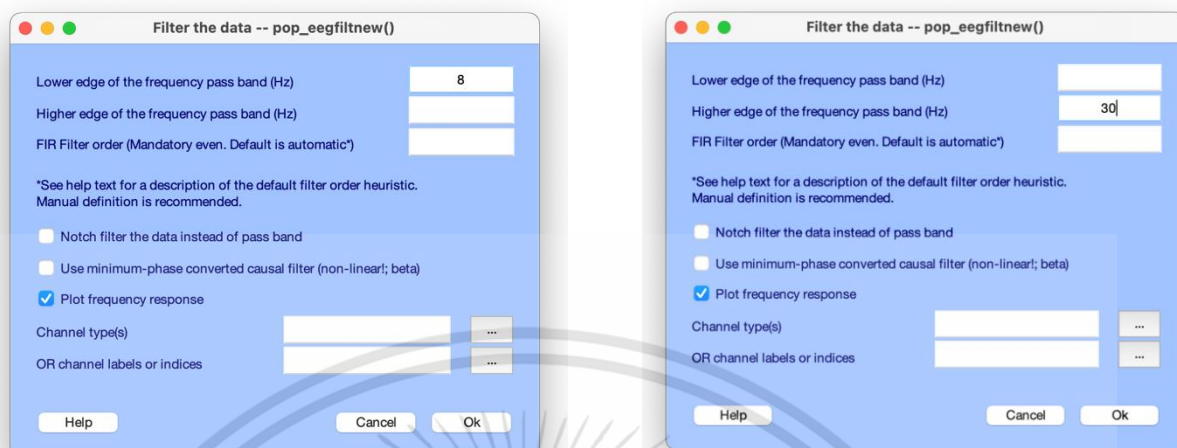 Filter the data -- pop_eegfiltnew()
Lower edge of the frequency pass band (Hz) 8
Higher edge of the frequency pass band (Hz)
FIR Filter order (Mandatory even. Default is automatic*)
*See help text for a description of the default filter order heuristic.
Manual definition is recommended.
Notch filter the data instead of pass band
Use minimum-phase converted causal filter (non-linear!; beta)
Plot frequency response
Channel type(s) ...
OR channel labels or indices ...
Help Cancel Ok
Filter the data -- pop_eegfiltnew()
Lower edge of the frequency pass band (Hz)
Higher edge of the frequency pass band (Hz) 30
FIR Filter order (Mandatory even. Default is automatic*)
*See help text for a description of the default filter order heuristic.
Manual definition is recommended.
Notch filter the data instead of pass band
Use minimum-phase converted causal filter (non-linear!; beta)
Plot frequency response
Channel type(s) ...
OR channel labels or indices ...
Help Cancel Ok